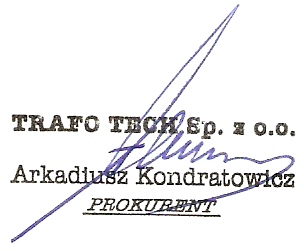 TRAFO TECH Sp. z o.o.
Arkadiusz Kondratowicz
PROKURENT